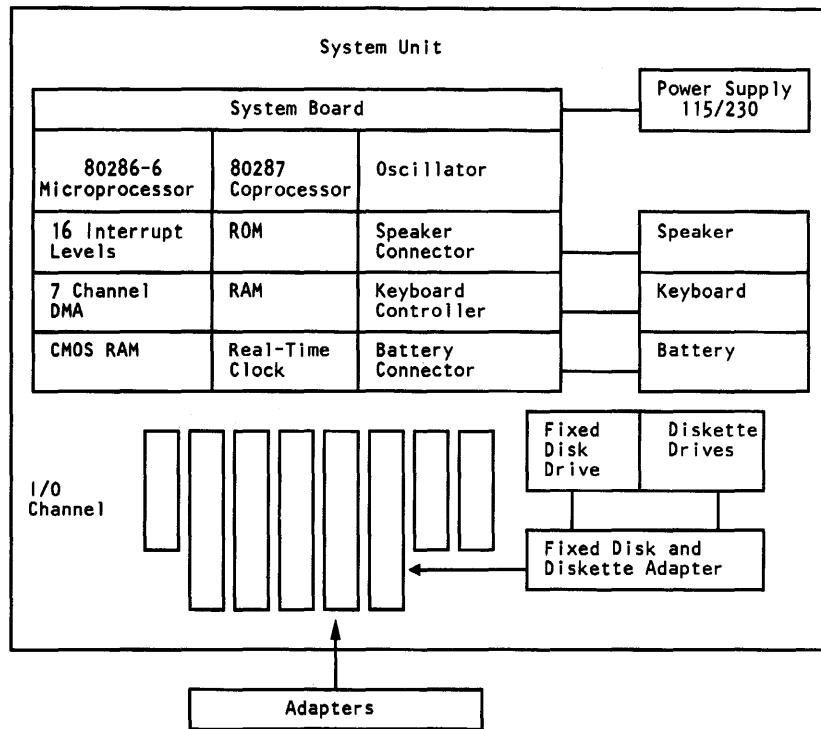 System Unit
System Board
Power Supply
115/230
80286-6
Microprocessor
80287
Coprocessor
Oscillator
16 Interrupt
Levels
ROM
Speaker
Connector
Speaker
7 Channel
DMA
RAM
Keyboard
Controller
Keyboard
CMOS RAM
Real-Time
Clock
Battery
Connector
Battery
I/O
Channel
Fixed
Disk
Drive
Diskette
Drives
Fixed Disk and
Diskette Adapter
Adapters